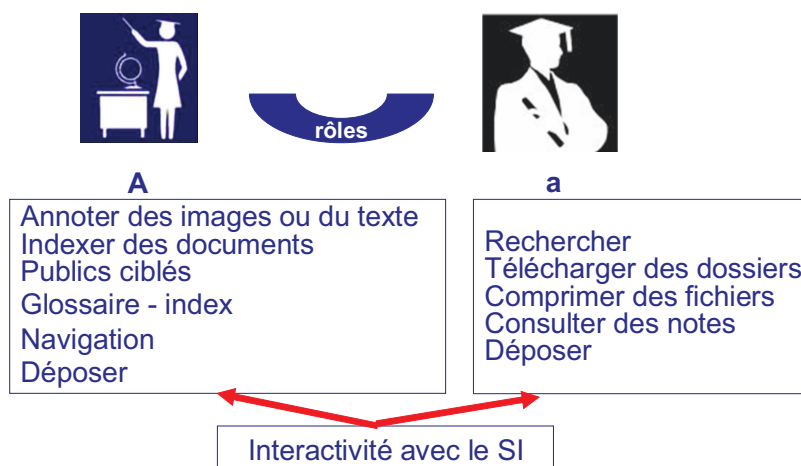 rôles
A
Annoter des images ou du texte
Indexer des documents
Publics ciblés
Glossaire - index
Navigation
Déposer
a
Rechercher
Télécharger des dossiers
Comprimer des fichiers
Consulter des notes
Déposer
Interactivité avec le SI